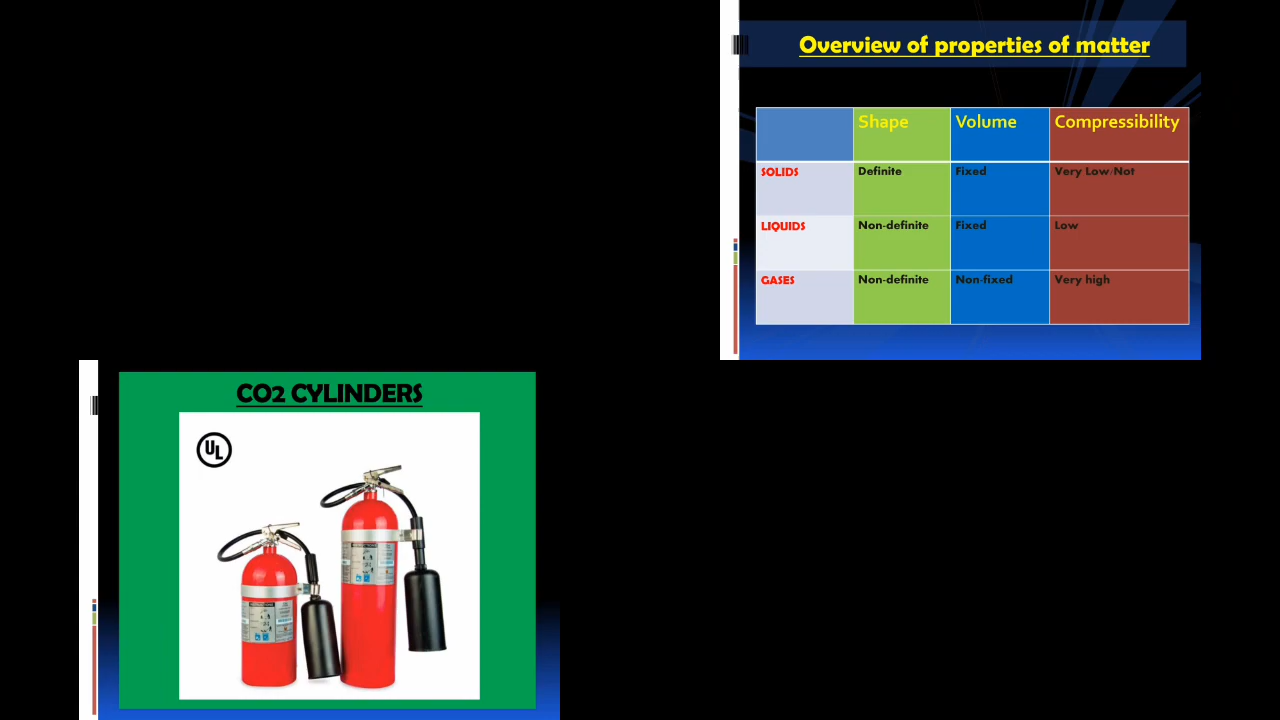 Overview of properties of matter
Shape Volume Compressibility
SOLIDS Definite Fixed Very Low/Not
LIQUIDS Non-definite Fixed Low
GASES Non-definite Non-fixed Very high
CO2 CYLINDERS
UL